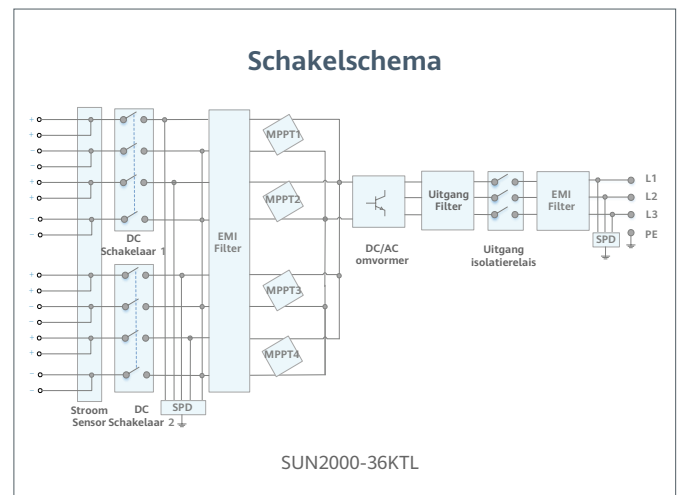 Schakelschema
+
+
−
−
+
+
−
−
+
+
−
−
+
+
−
−
DC
Schakelaar 1
EMI
Filter
MPPT1
MPPT2
MPPT3
MPPT4
DC/AC
omvormer
Uitgang
Filter
Uitgang
isolatierelais
EMI
Filter
SPD
L1
L2
L3
PE
Stroom
Sensor
DC
Schakelaar 2
SPD
SUN2000-36KTL